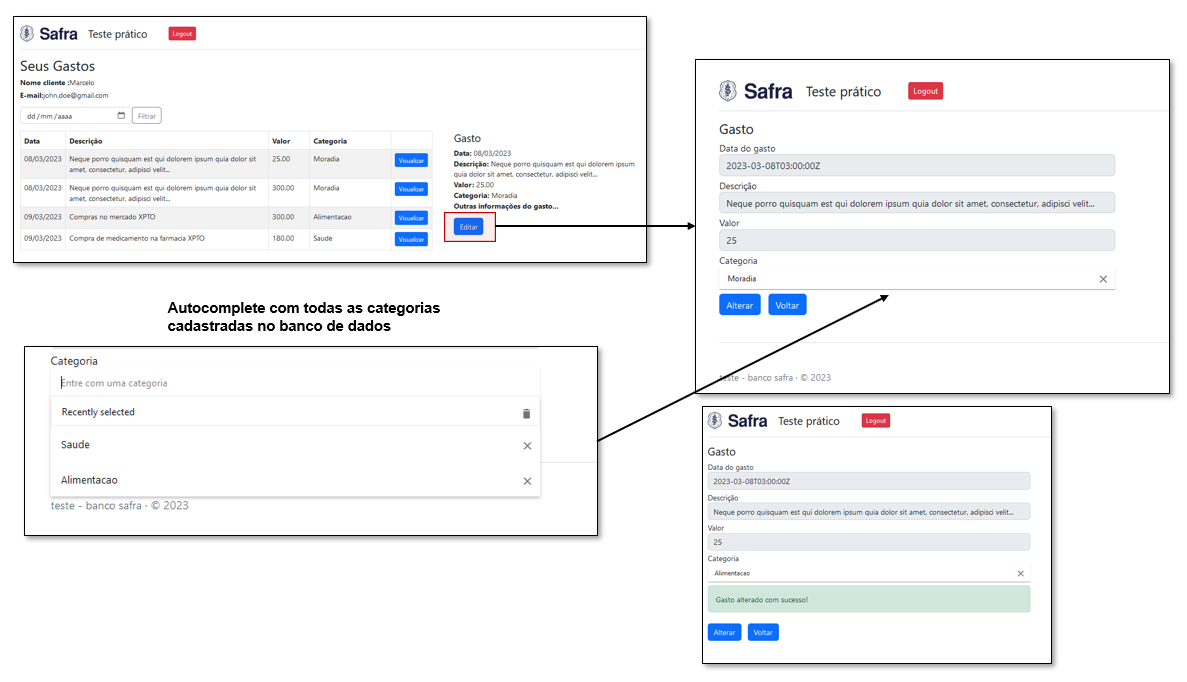 Safra Teste prático Logout
Seus Gastos
Nome cliente :Marcelo
E-mail:john.doe@gmail.com
dd/mm/aaaa Filtrar
Data Descrição Valor Categoria
08/03/2023 Neque porro quisquam est qui dolorem ipsum quia dolor sit 25.00 Moradia Visualizar
amet, consectetur, adipisci velit...
08/03/2023 Neque porro quisquam est qui dolorem ipsum quia dolor sit 300.00 Moradia Visualizar
amet, consectetur, adipisci velit...
09/03/2023 Compras no mercado XPTO 300.00 Alimentacao Visualizar
09/03/2023 Compra de medicamento na farmacia XPTO 180.00 Saude Visualizar
Gasto
Data: 08/03/2023
Descrição: Neque porro quisquam est qui dolorem ipsum
quia dolor sit amet, consectetur, adipisci velit...
Valor: 25.00
Categoria: Moradia
Outras informações do gasto...
Editar
Safra Teste prático Logout
Gasto
Data do gasto
2023-03-08T03:00:00Z
Descrição
Neque porro quisquam est qui dolorem ipsum quia dolor sit amet, consectetur, adipisci velit...
Valor
25
Categoria
Moradia
Alterar Voltar
teste - banco safra · © 2023
Autocomplete com todas as categorias
cadastradas no banco de dados
Categoria
Entre com uma categoria
Recently selected
Saude
Alimentacao
teste - banco safra · © 2023
Safra Teste prático Logout
Gasto
Data do gasto
2023-03-08T03:00:00Z
Descrição
Neque porro quisquam est qui dolorem ipsum quia dolor sit amet, consectetur, adipisci velit...
Valor
25
Categoria
Alimentacao
Gasto alterado com sucesso!
Alterar Voltar